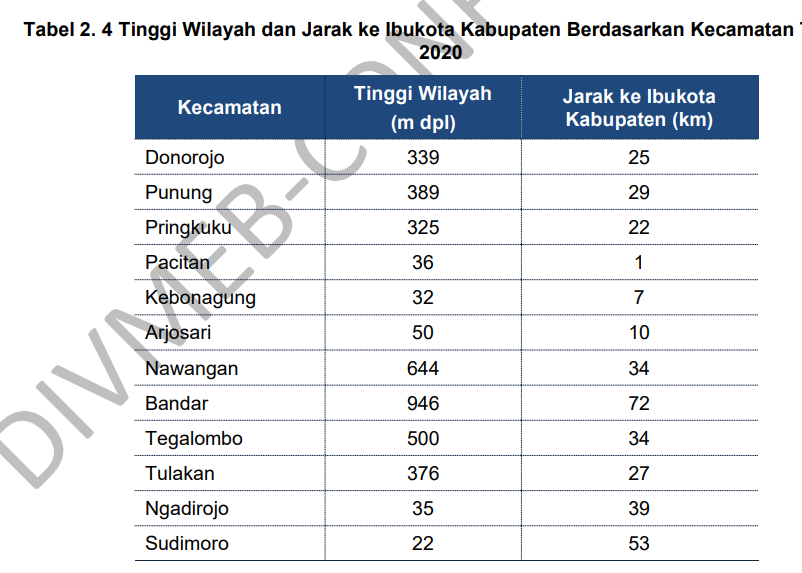 Tabel 2. 4 Tinggi Wilayah dan Jarak ke Ibukota Kabupaten Berdasarkan Kecamatan
2020
Kecamatan Tinggi Wilayah (m dpl) Jarak ke Ibukota Kabupaten (km)
Donorojo 339 25
Punung 389 29
Pringkuku 325 22
Pacitan 36 1
Kebonagung 32 7
Arjosari 50 10
Nawangan 644 34
Bandar 946 72
Tegalombo 500 34
Tulakan 376 27
Ngadirojo 35 39
Sudimoro 22 53
DIVMEB-CONF